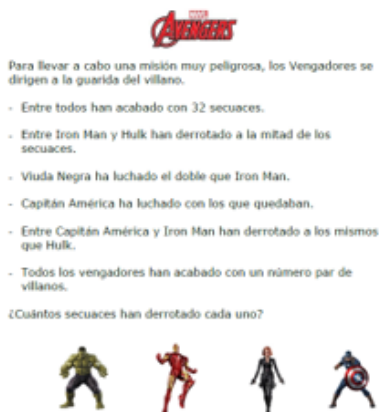 MARVEL
AVENGERS
Para llevar a cabo una misión muy peligrosa, los Vengadores se
dirigen a la guarida del villano.
- Entre todos han acabado con 32 secuaces.
- Entre Iron Man y Hulk han derrotado a la mitad de los
secuaces.
- Viuda Negra ha luchado el doble que Iron Man.
- Capitán América ha luchado con los que quedaban.
- Entre Capitán América y Iron Man han derrotado a los mismos
que Hulk.
- Todos los vengadores han acabado con un número par de
villanos.
¿Cuántos secuaces han derrotado cada uno?